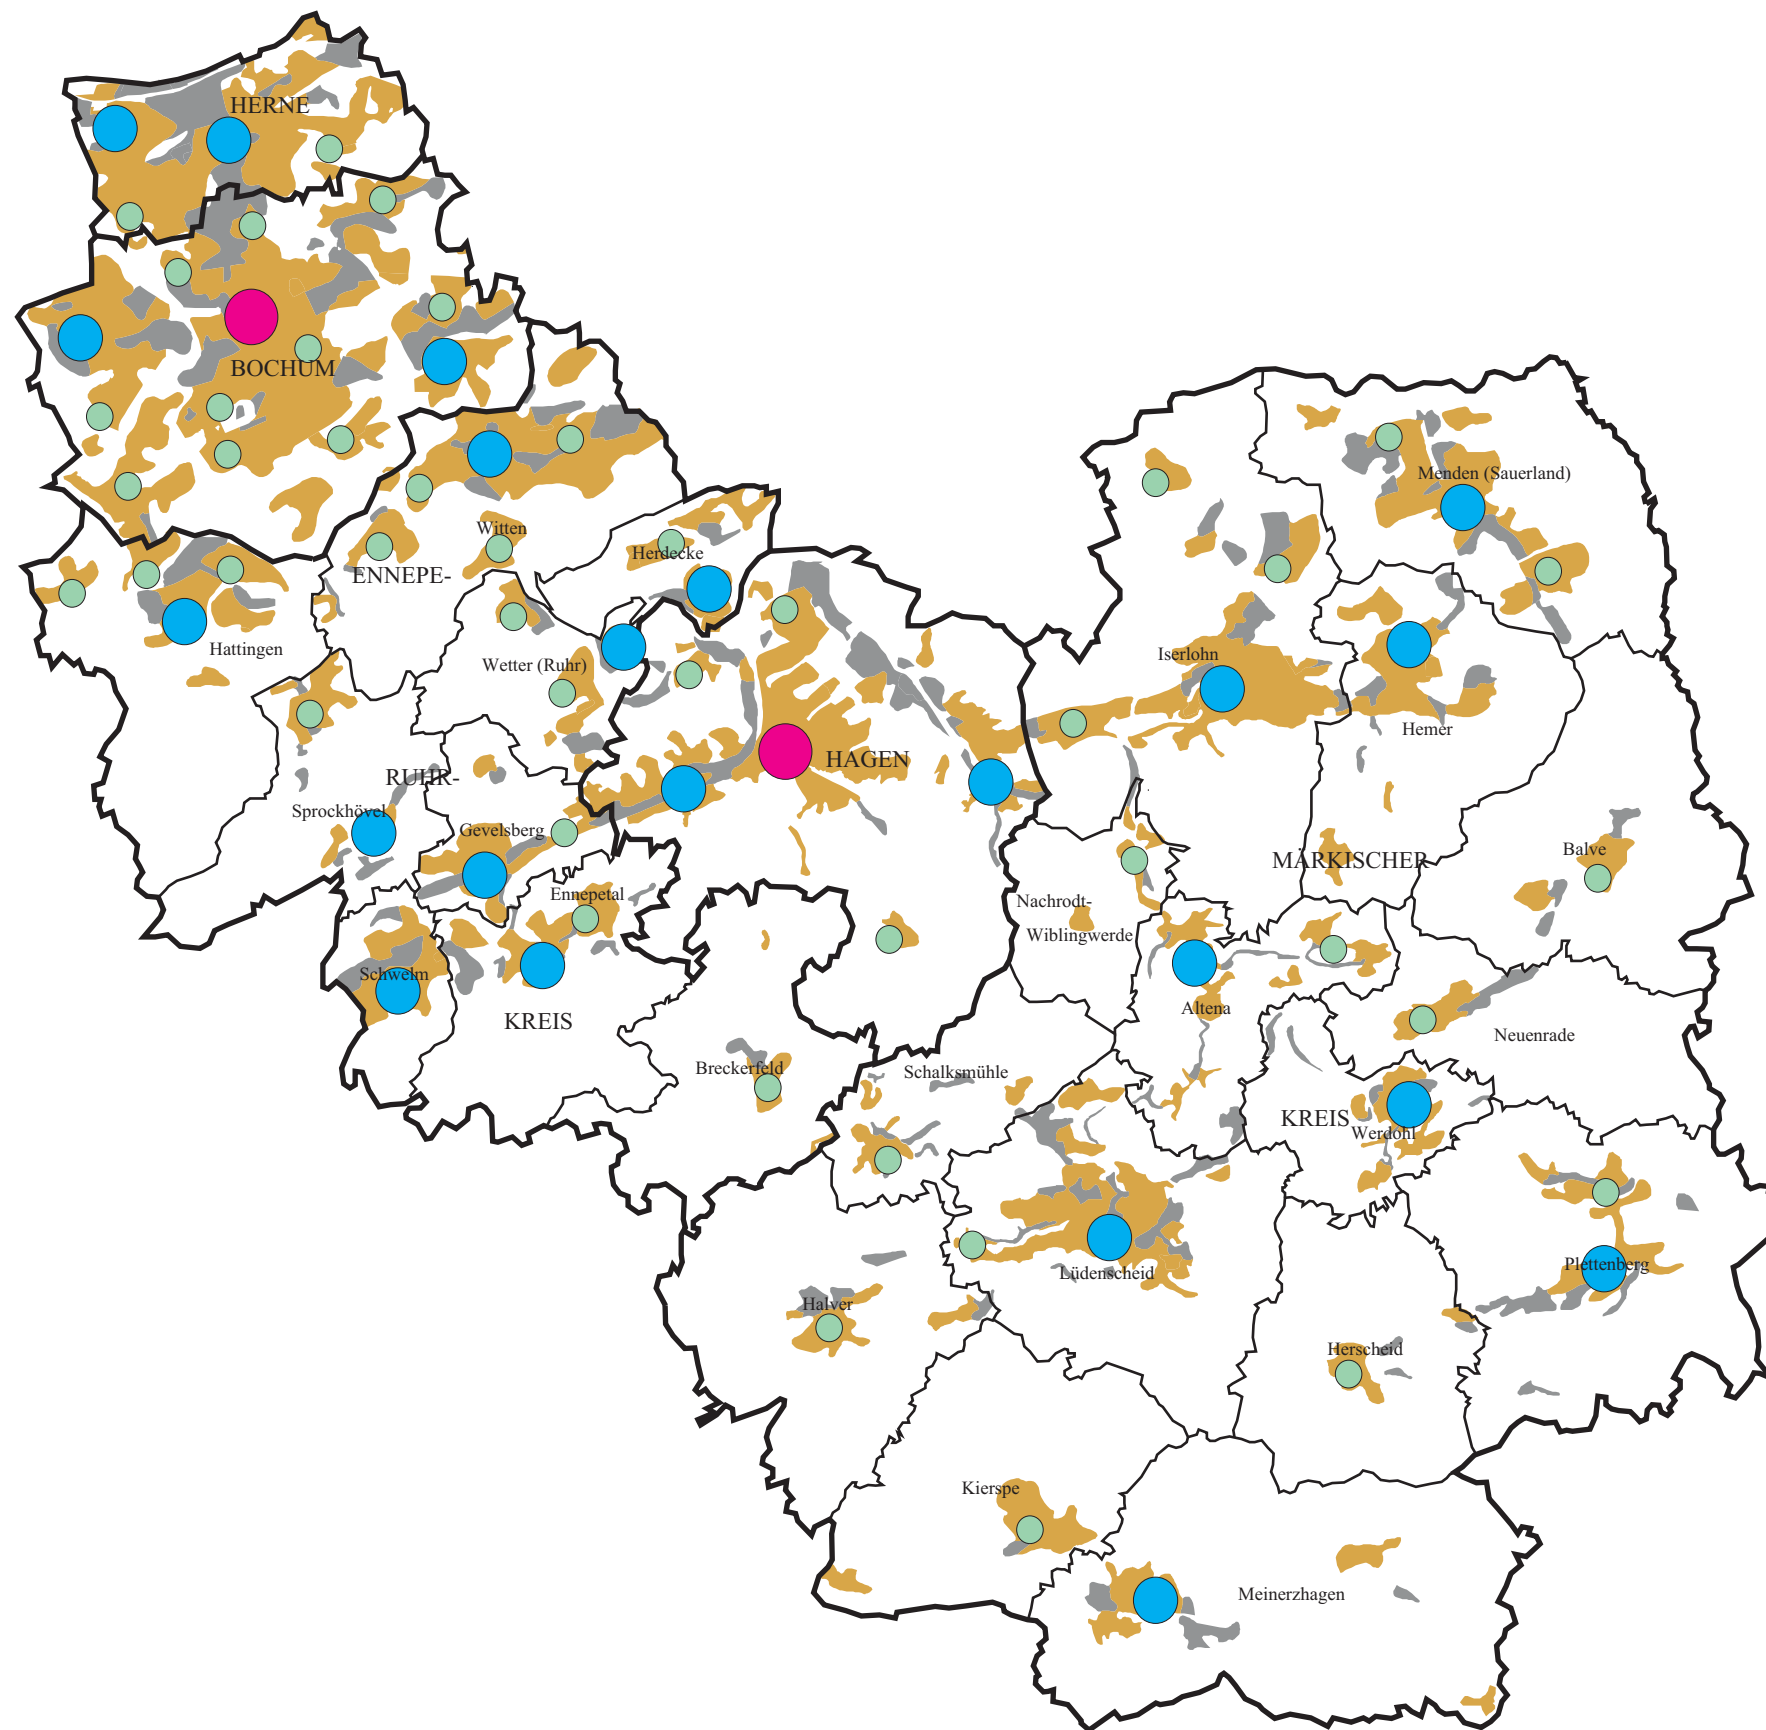 HERNE
BOCHUM
Menden (Sauerland)
Witten
Herdecke
ENNEPE-
Hattingen
Iserlohn
Wetter (Ruhr)
Hemer
HAGEN
RUHR-
Sprockhövel
Gevelsberg
Balve
MÄRKISCHER
Ennepetal
Nachrodt-
Wiblingwerde
Schwelm
Altena
KREIS
Neuenrade
Breckerfeld
Schalksmühle
KREIS
Werdohl
Plettenberg
Lüdenscheid
Halver
Herscheid
Kierspe
Meinerzhagen